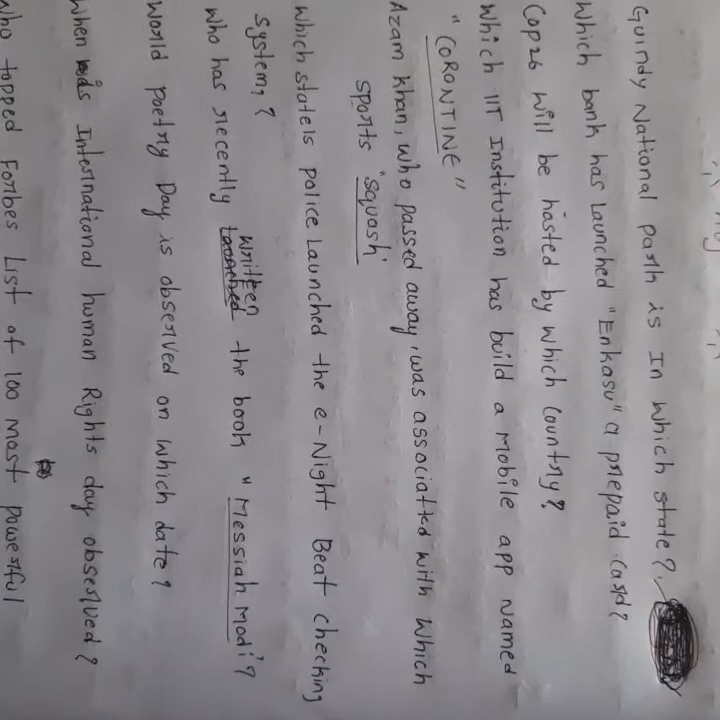 Guindy National park is In which state?
Which bank has Launched "Enkasu" a prepaid card?
Cop26 will be hosted by which country?
Which IIT Institution has build a mobile app named
"CORONTINE"
Azam khan, who passed away, was associated with which
sports "squash"
Which state's police Launched the e-Night Beat checking
system,?
written
Who has recently launched the book "Messiah Modi"?
World poetry Day is observed on which date?
When is International human Rights day observed?
Who topped Forbes List of 100 most powerful